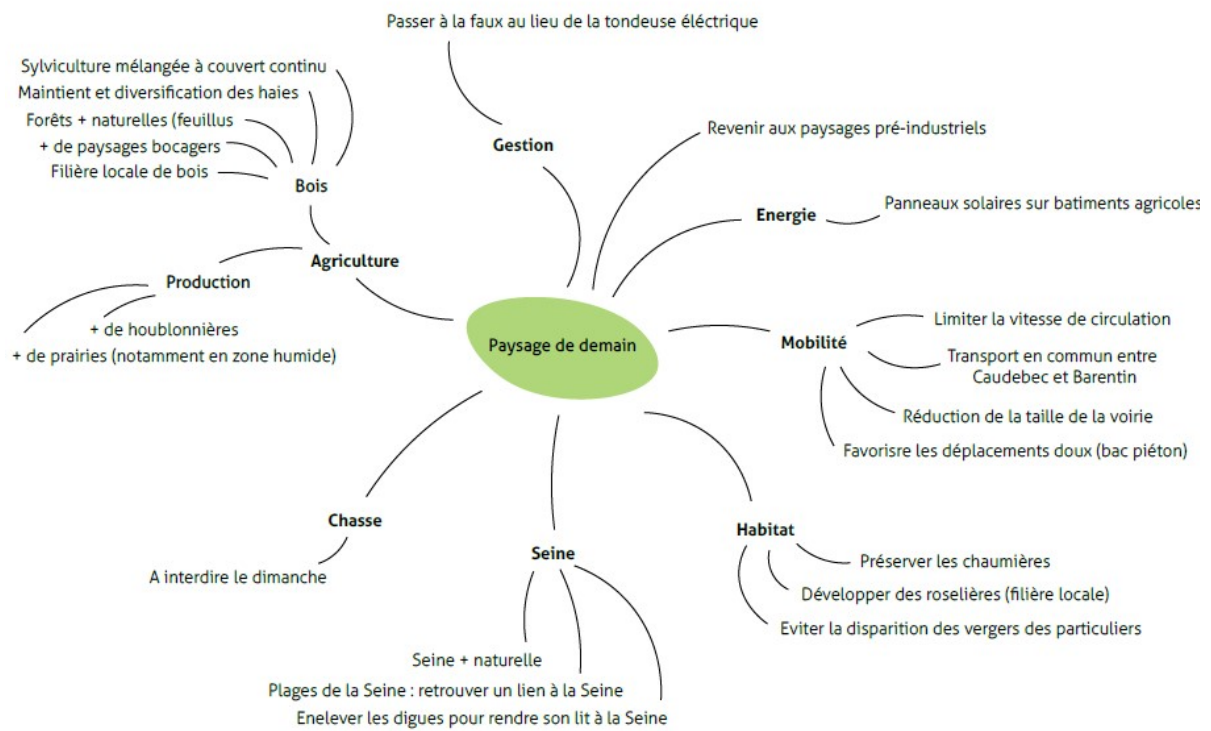 Passer à la faux au lieu de la tondeuse éléctrique
Sylviculture mélangée à couvert continu
Maintient et diversification des haies
Forêts + naturelles (feuillus
+ de paysages bocagers
Filière locale de bois
Bois
Gestion
Revenir aux paysages pré-industriels
Energie
Panneaux solaires sur batiments agricoles
Agriculture
Production
+ de houblonnières
+ de prairies (notamment en zone humide)
Paysage de demain
Mobilité
Limiter la vitesse de circulation
Transport en commun entre
Caudebec et Barentin
Réduction de la taille de la voirie
Favorisre les déplacements doux (bac piéton)
Chasse
A interdire le dimanche
Seine
Seine + naturelle
Plages de la Seine : retrouver un lien à la Seine
Enelever les digues pour rendre son lit à la Seine
Habitat
Préserver les chaumières
Développer des roselières (filière locale)
Eviter la disparition des vergers des particuliers